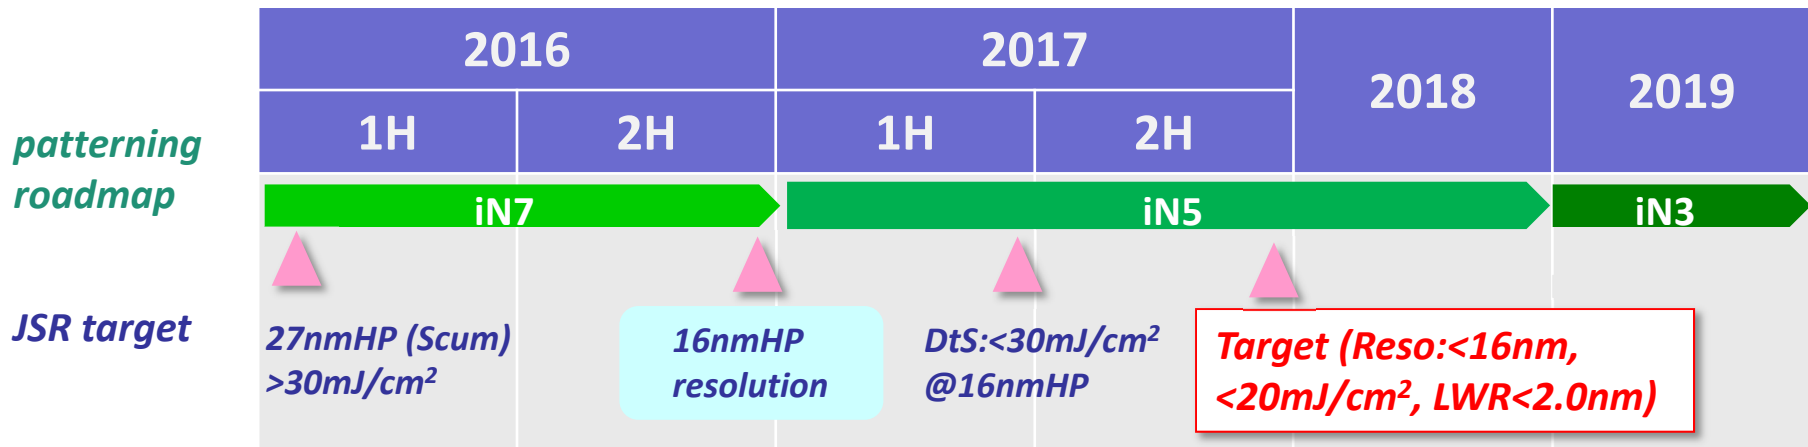 2016
2017
2018
2019
1H
2H
1H
2H
patterning
roadmap
iN7
iN5
iN3
JSR target
27nmHP (Scum)
>30mJ/cm²
16nmHP
resolution
DtS:<30mJ/cm²
@16nmHP
Target (Reso:<16nm,
<20mJ/cm², LWR<2.0nm)